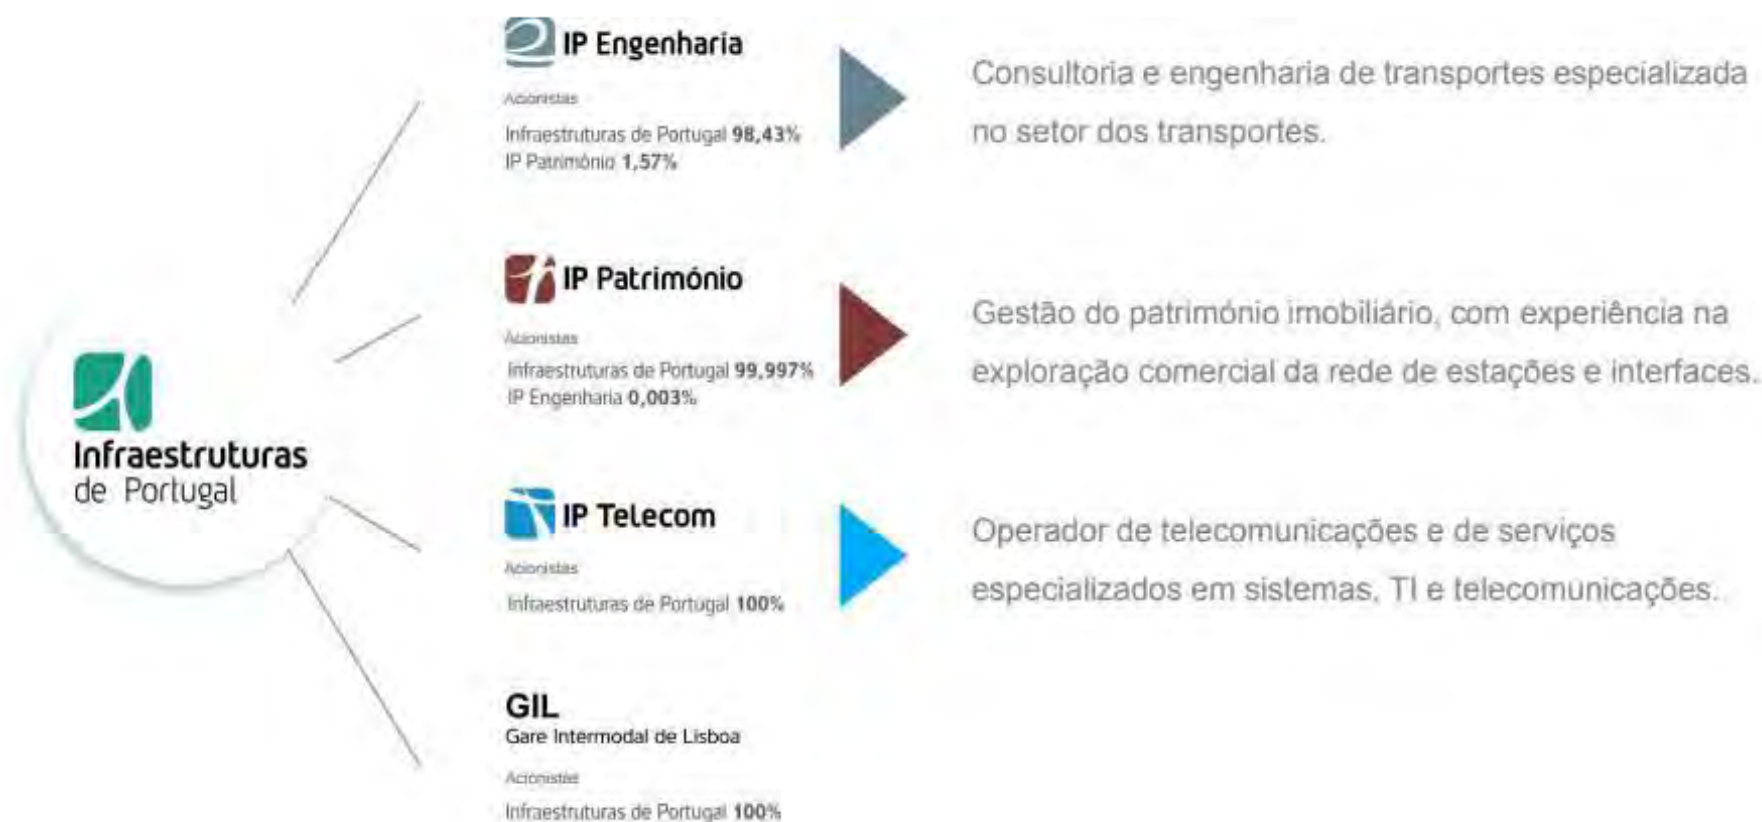 IP Engenharia
Acionistas
Infraestruturas de Portugal 98,43%
IP Património 1,57%
Consultoria e engenharia de transportes especializada
no setor dos transportes.
IP Património
Acionistas
Infraestruturas de Portugal 99,997%
IP Engenharia 0,003%
Gestão do património imobiliário, com experiência na
exploração comercial da rede de estações e interfaces.
Infraestruturas
de Portugal
IP Telecom
Acionistas
Infraestruturas de Portugal 100%
Operador de telecomunicações e de serviços
especializados em sistemas, TI e telecomunicações.
GIL
Gare Intermodal de Lisboa
Acionistas
Infraestruturas de Portugal 100%